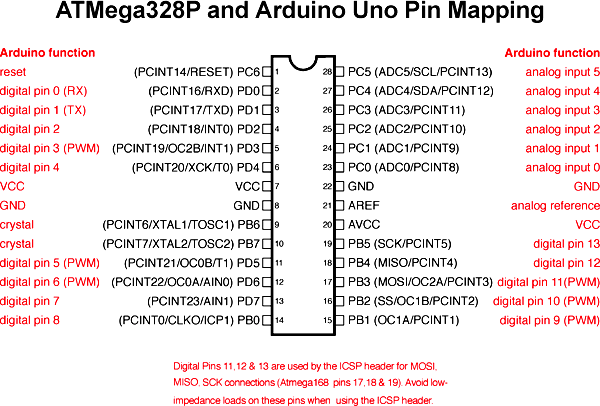 ATMega328P and Arduino Uno Pin Mapping
Arduino function Arduino function
reset (PCINT14/RESET) PC6 1 28 PC5 (ADC5/SCL/PCINT13) analog input 5
digital pin 0 (RX) (PCINT16/RXD) PD0 2 27 PC4 (ADC4/SDA/PCINT12) analog input 4
digital pin 1 (TX) (PCINT17/TXD) PD1 3 26 PC3 (ADC3/PCINT11) analog input 3
digital pin 2 (PCINT18/INT0) PD2 4 25 PC2 (ADC2/PCINT10) analog input 2
digital pin 3 (PWM) (PCINT19/OC2B/INT1) PD3 5 24 PC1 (ADC1/PCINT9) analog input 1
digital pin 4 (PCINT20/XCK/T0) PD4 6 23 PC0 (ADC0/PCINT8) analog input 0
VCC VCC 7 22 GND GND
GND GND 8 21 AREF analog reference
crystal (PCINT6/XTAL1/TOSC1) PB6 9 20 AVCC VCC
crystal (PCINT7/XTAL2/TOSC2) PB7 10 19 PB5 (SCK/PCINT5) digital pin 13
digital pin 5 (PWM) (PCINT21/OC0B/T1) PD5 11 18 PB4 (MISO/PCINT4) digital pin 12
digital pin 6 (PWM) (PCINT22/OC0A/AIN0) PD6 12 17 PB3 (MOSI/OC2A/PCINT3) digital pin 11(PWM)
digital pin 7 (PCINT23/AIN1) PD7 13 16 PB2 (SS/OC1B/PCINT2) digital pin 10 (PWM)
digital pin 8 (PCINT0/CLKO/ICP1) PB0 14 15 PB1 (OC1A/PCINT1) digital pin 9 (PWM)
Digital Pins 11,12 & 13 are used by the ICSP header for MOSI,
MISO, SCK connections (Atmega168 pins 17,18 & 19). Avoid low-
impedance loads on these pins when using the ICSP header.